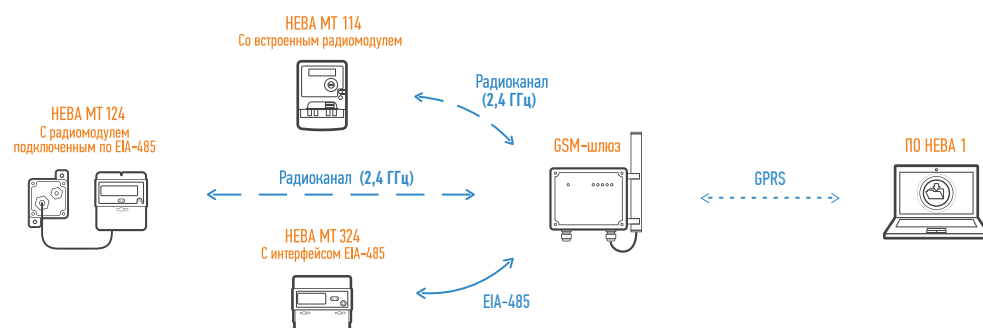 НЕВА МТ 114
Со встроенным радиомодулем
Радиоканал
(2,4 ГГц)
НЕВА МТ 124
С радиомодулем
подключенным по EIA-485
Радиоканал (2,4 ГГц)
GSM-шлюз
GPRS
ПО НЕВА 1
НЕВА МТ 324
С интерфейсом EIA-485
EIA-485